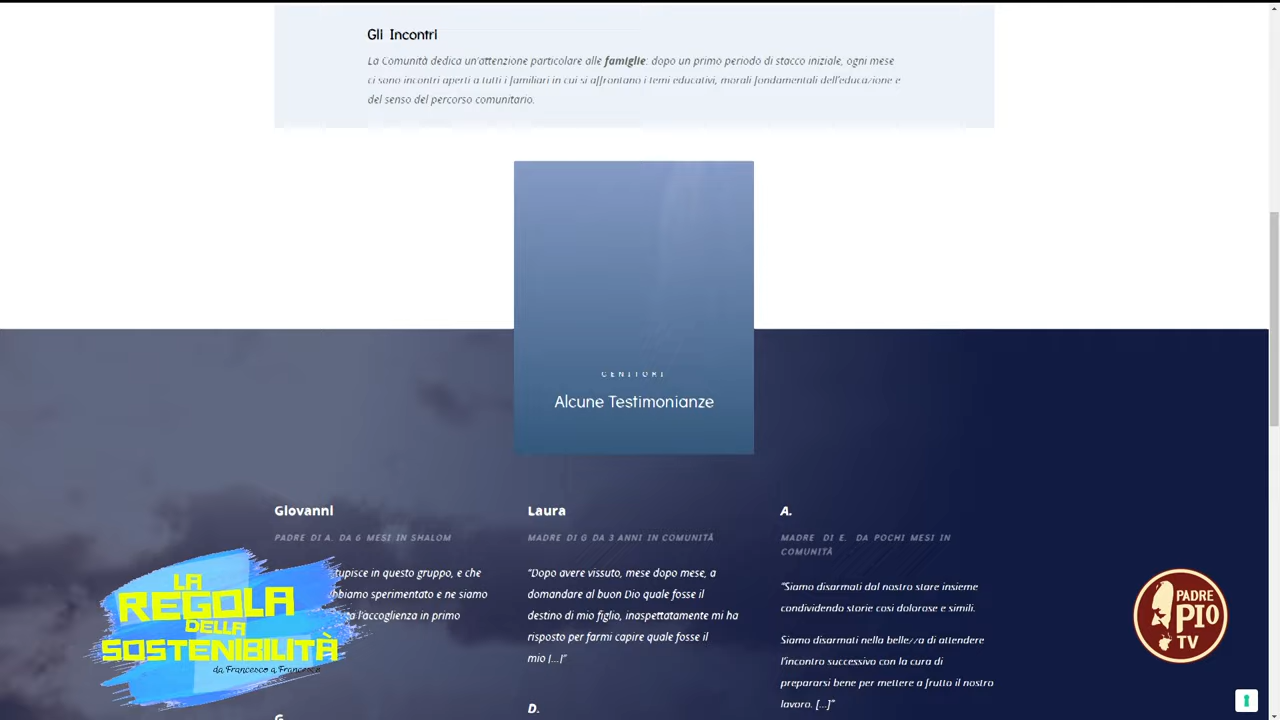 Gli Incontri
La Comunità dedica un'attenzione particolare alle famiglie: dopo un primo periodo di stacco iniziale, ogni mese
ci sono incontri aperti a tutti i familiari in cui si affrontano i temi educativi, morali fondamentali dell'educazione e
del senso del percorso comunitario.
GENITORI
Alcune Testimonianze
Giovanni
PADRE DI A. DA 6 MESI IN SHALOM
tupisce in questo gruppo, e che
bbiamo sperimentato e ne siamo
a l'accoglienza in primo
Laura
MADRE DI G DA 3 ANNI IN COMUNITÀ
"Dopo avere vissuto, mese dopo mese, a
domandare al buon Dio quale fosse il
destino di mio figlio, inaspettatamente mi ha
risposto per farmi capire quale fosse il
mio [...]"
A.
MADRE DI E. DA POCHI MESI IN
COMUNITÀ
"Siamo disarmati dal nostro stare insieme
condividendo storie così dolorose e simili.
Siamo disarmati nella bellezza di attendere
l'incontro successivo con la cura di
prepararsi bene per mettere a frutto il nostro
lavoro. [...]"
D.
G
LA
REGOLA
DELLA
SOSTENIBILITÀ
da Francesco a Francesco
PADRE
PIO
TV